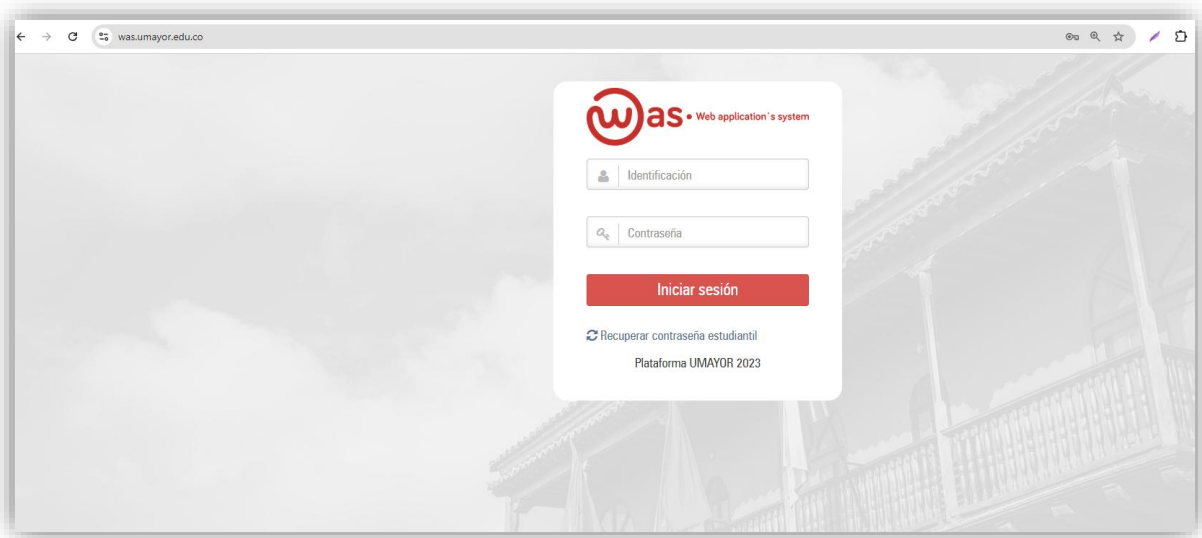 was.umayor.edu.co
was. Web application´s system
Identificación
Contraseña
Iniciar sesión
Recuperar contraseña estudiantil
Plataforma UMAYOR 2023